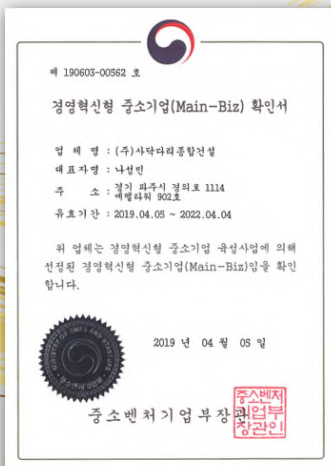 제 190603-00562 호
경영혁신형 중소기업(Main-Biz) 확인서
업 체 명 : (주)사닥다리종합건설
대 표 자 명 : 나성민
주 소 : 경기 파주시 경의로 1114
에펠타워 902호
유 효 기 간 : 2019.04.05 ~ 2022.04.04
위 업체는 경영혁신형 중소기업 육성사업에 의해
선정된 경영혁신형 중소기업(Main-Biz)임을 확인
합니다.
2019 년 04 월 05 일
MINISTRY OF SMES AND STARTUPS
중소벤처기업부장관
중소벤처
기업부
장관인